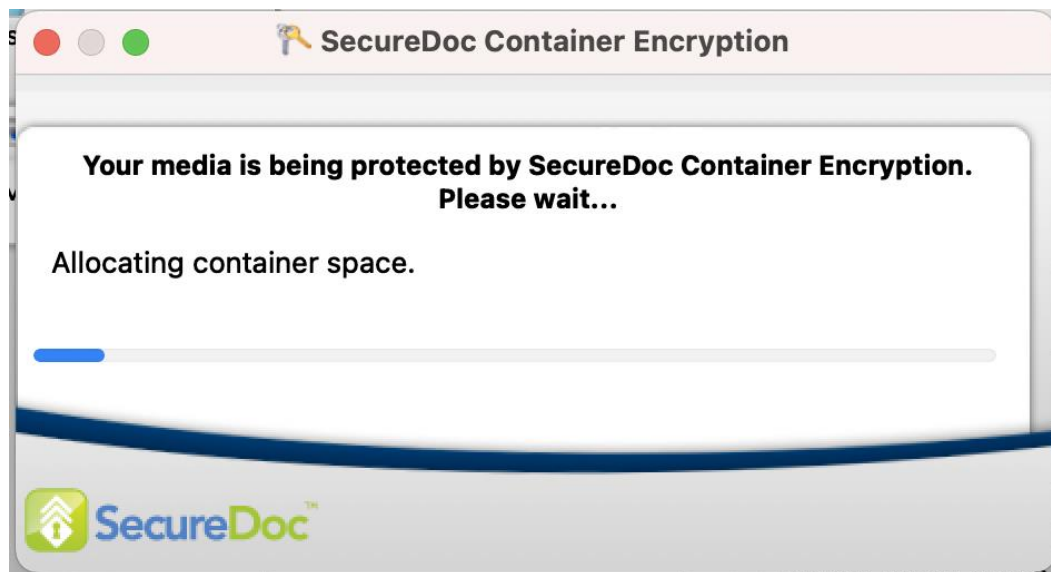 SecureDoc Container Encryption
Your media is being protected by SecureDoc Container Encryption.
Please wait...
Allocating container space.
SecureDoc™